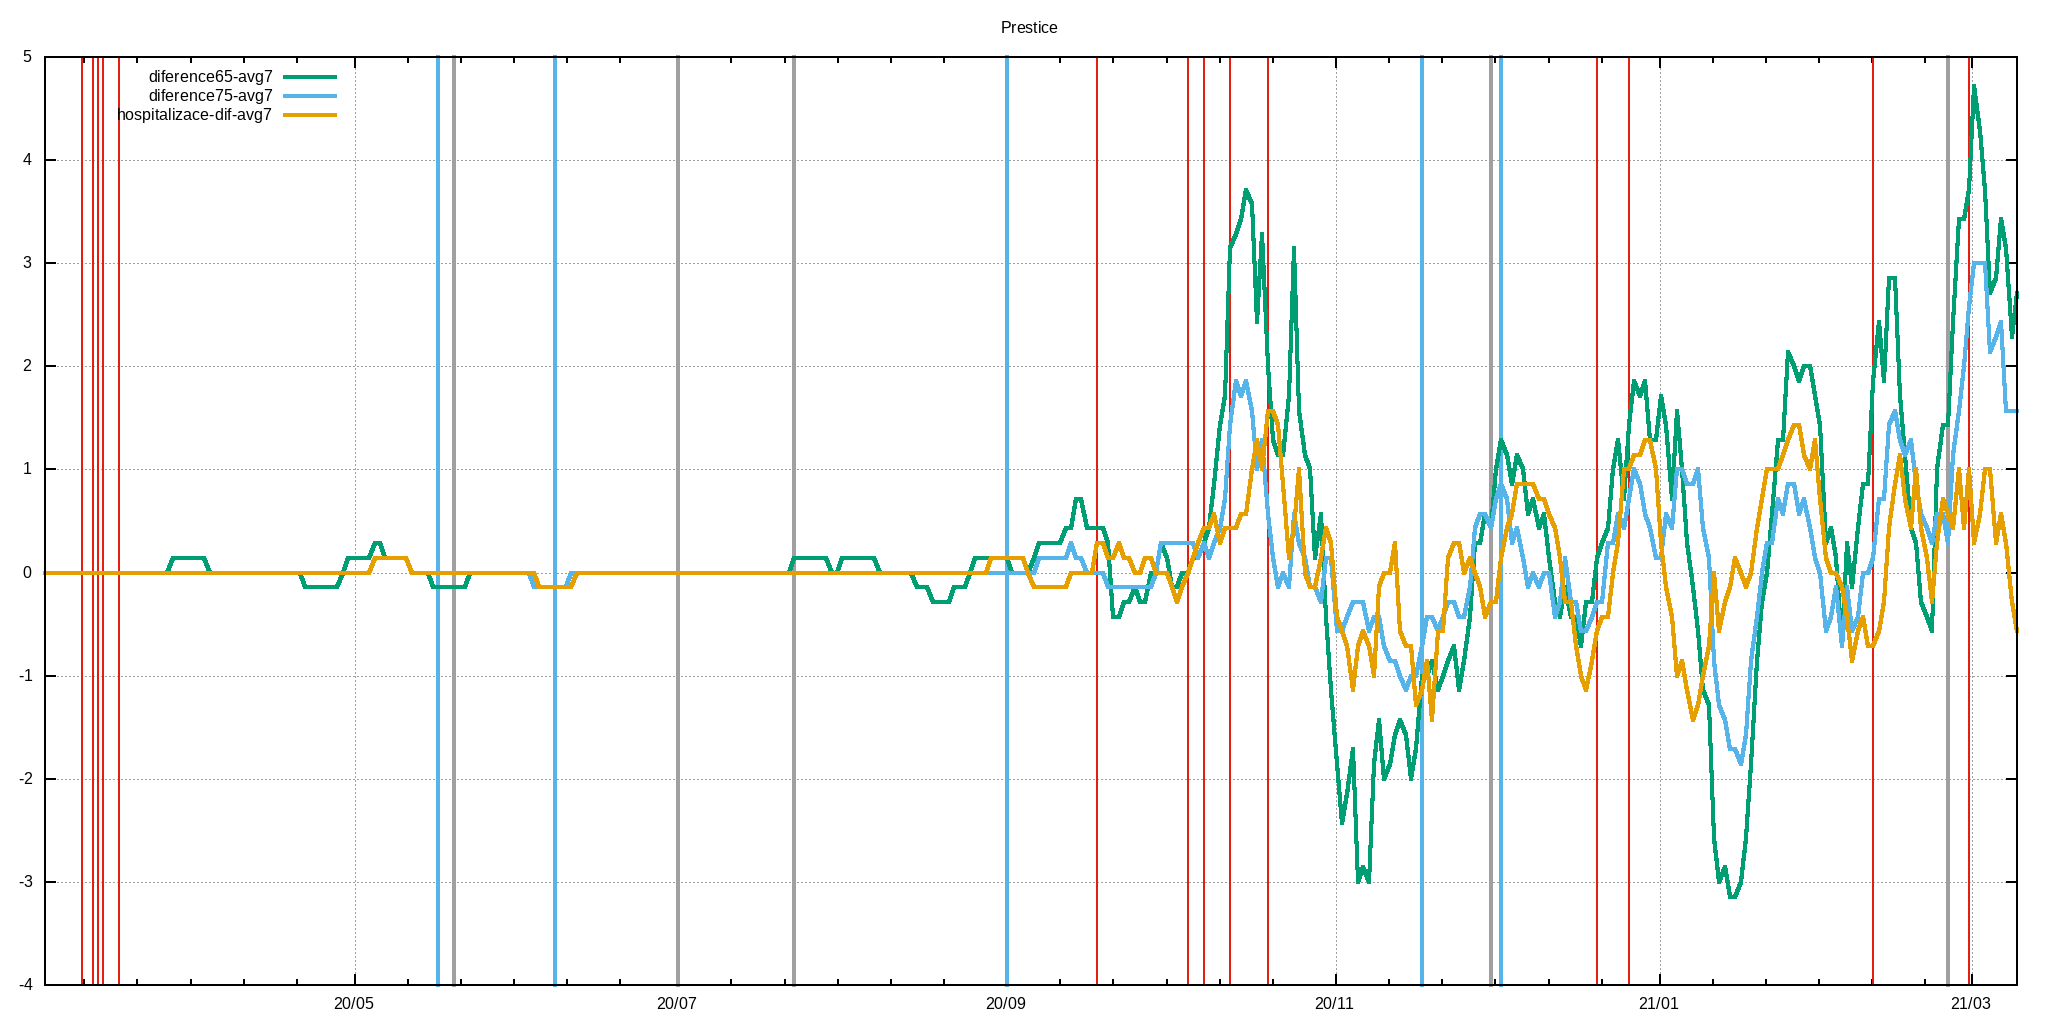 Prestice
diference65-avg7
diference75-avg7
hospitalizace-dif-avg7
5
4
3
2
1
0
-1
-2
-3
-4
20/05 20/07 20/09 20/11 21/01 21/03